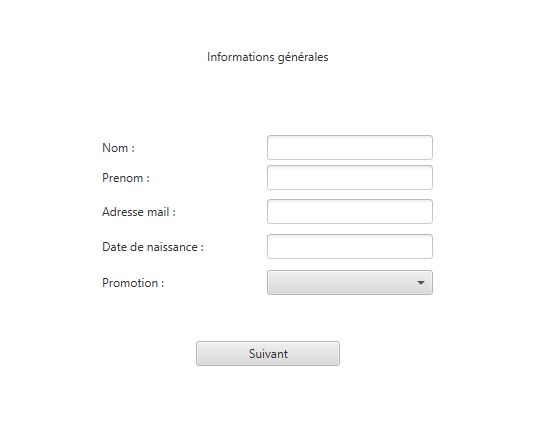 Informations générales
Nom :
Prenom :
Adresse mail :
Date de naissance :
Promotion :
Suivant